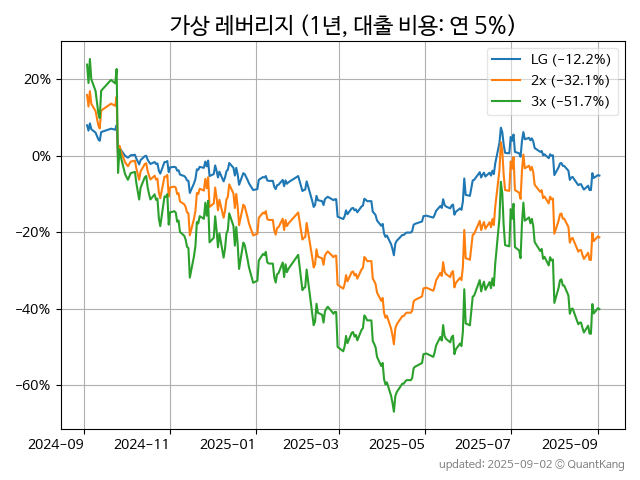 가상 레버리지 (1년, 대출 비용: 연 5%)
LG (−12.2%)
2x (−32.1%)
3x (−51.7%)
20%
0%
−20%
−40%
−60%
2024-09 2024-11 2025-01 2025-03 2025-05 2025-07 2025-09
updated: 2025-09-02 © QuantKang